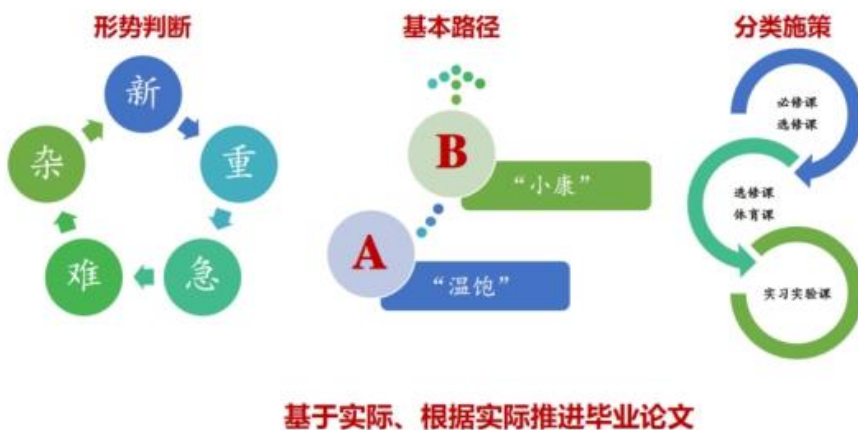 形势判断
新
重
急
难
杂
基本路径
B
“小康”
A
“温饱”
分类施策
必修课
选修课
选修课
体育课
实习实验课
基于实际、根据实际推进毕业论文